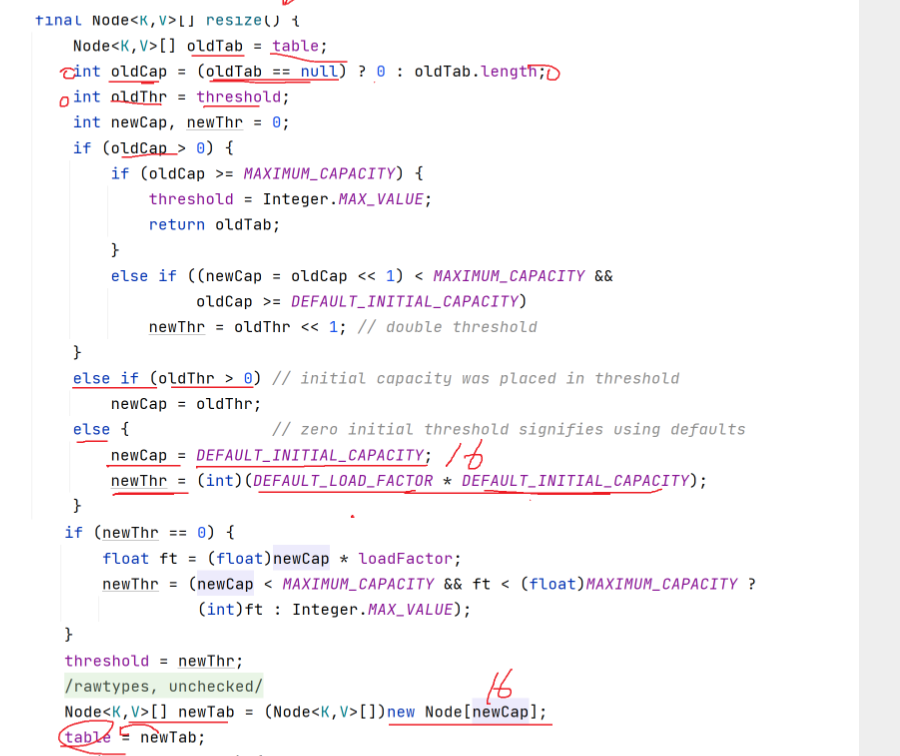 final Node<K,V>[] resize() {
Node<K,V>[] oldTab = table;
int oldCap = (oldTab == null) ? 0 : oldTab.length; 0
0 int oldThr = threshold;
int newCap, newThr = 0;
if (oldCap > 0) {
if (oldCap >= MAXIMUM_CAPACITY) {
threshold = Integer.MAX_VALUE;
return oldTab;
}
else if ((newCap = oldCap << 1) < MAXIMUM_CAPACITY &&
oldCap >= DEFAULT_INITIAL_CAPACITY)
newThr = oldThr << 1; // double threshold
}
else if (oldThr > 0) // initial capacity was placed in threshold
newCap = oldThr;
else { // zero initial threshold signifies using defaults
newCap = DEFAULT_INITIAL_CAPACITY; 16
newThr = (int)(DEFAULT_LOAD_FACTOR * DEFAULT_INITIAL_CAPACITY);
}
if (newThr == 0) {
float ft = (float)newCap * loadFactor;
newThr = (newCap < MAXIMUM_CAPACITY && ft < (float)MAXIMUM_CAPACITY ?
(int)ft : Integer.MAX_VALUE);
}
threshold = newThr;
/rawtypes, unchecked/
16
Node<K,V>[] newTab = (Node<K,V>[])new Node[newCap];
table = newTab;